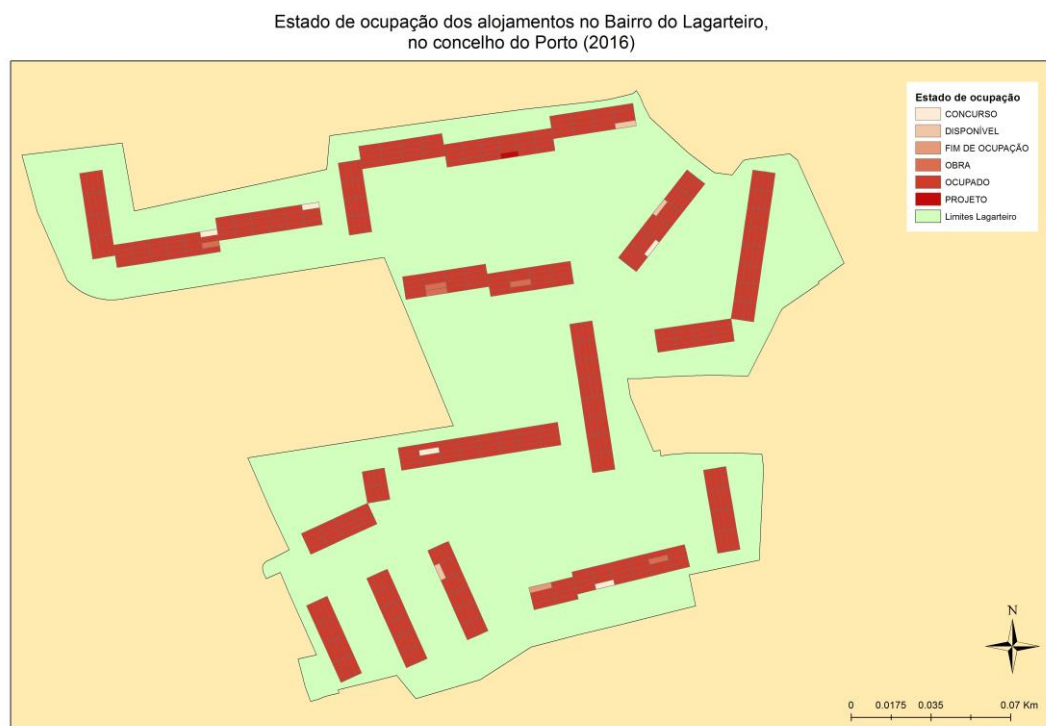 Estado de ocupação dos alojamentos no Bairro do Lagarteiro,
no concelho do Porto (2016)
Estado de ocupação
CONCURSO
DISPONÍVEL
FIM DE OCUPAÇÃO
OBRA
OCUPADO
PROJETO
Limites Lagarteiro
N
0 0.0175 0.035 0.07 Km